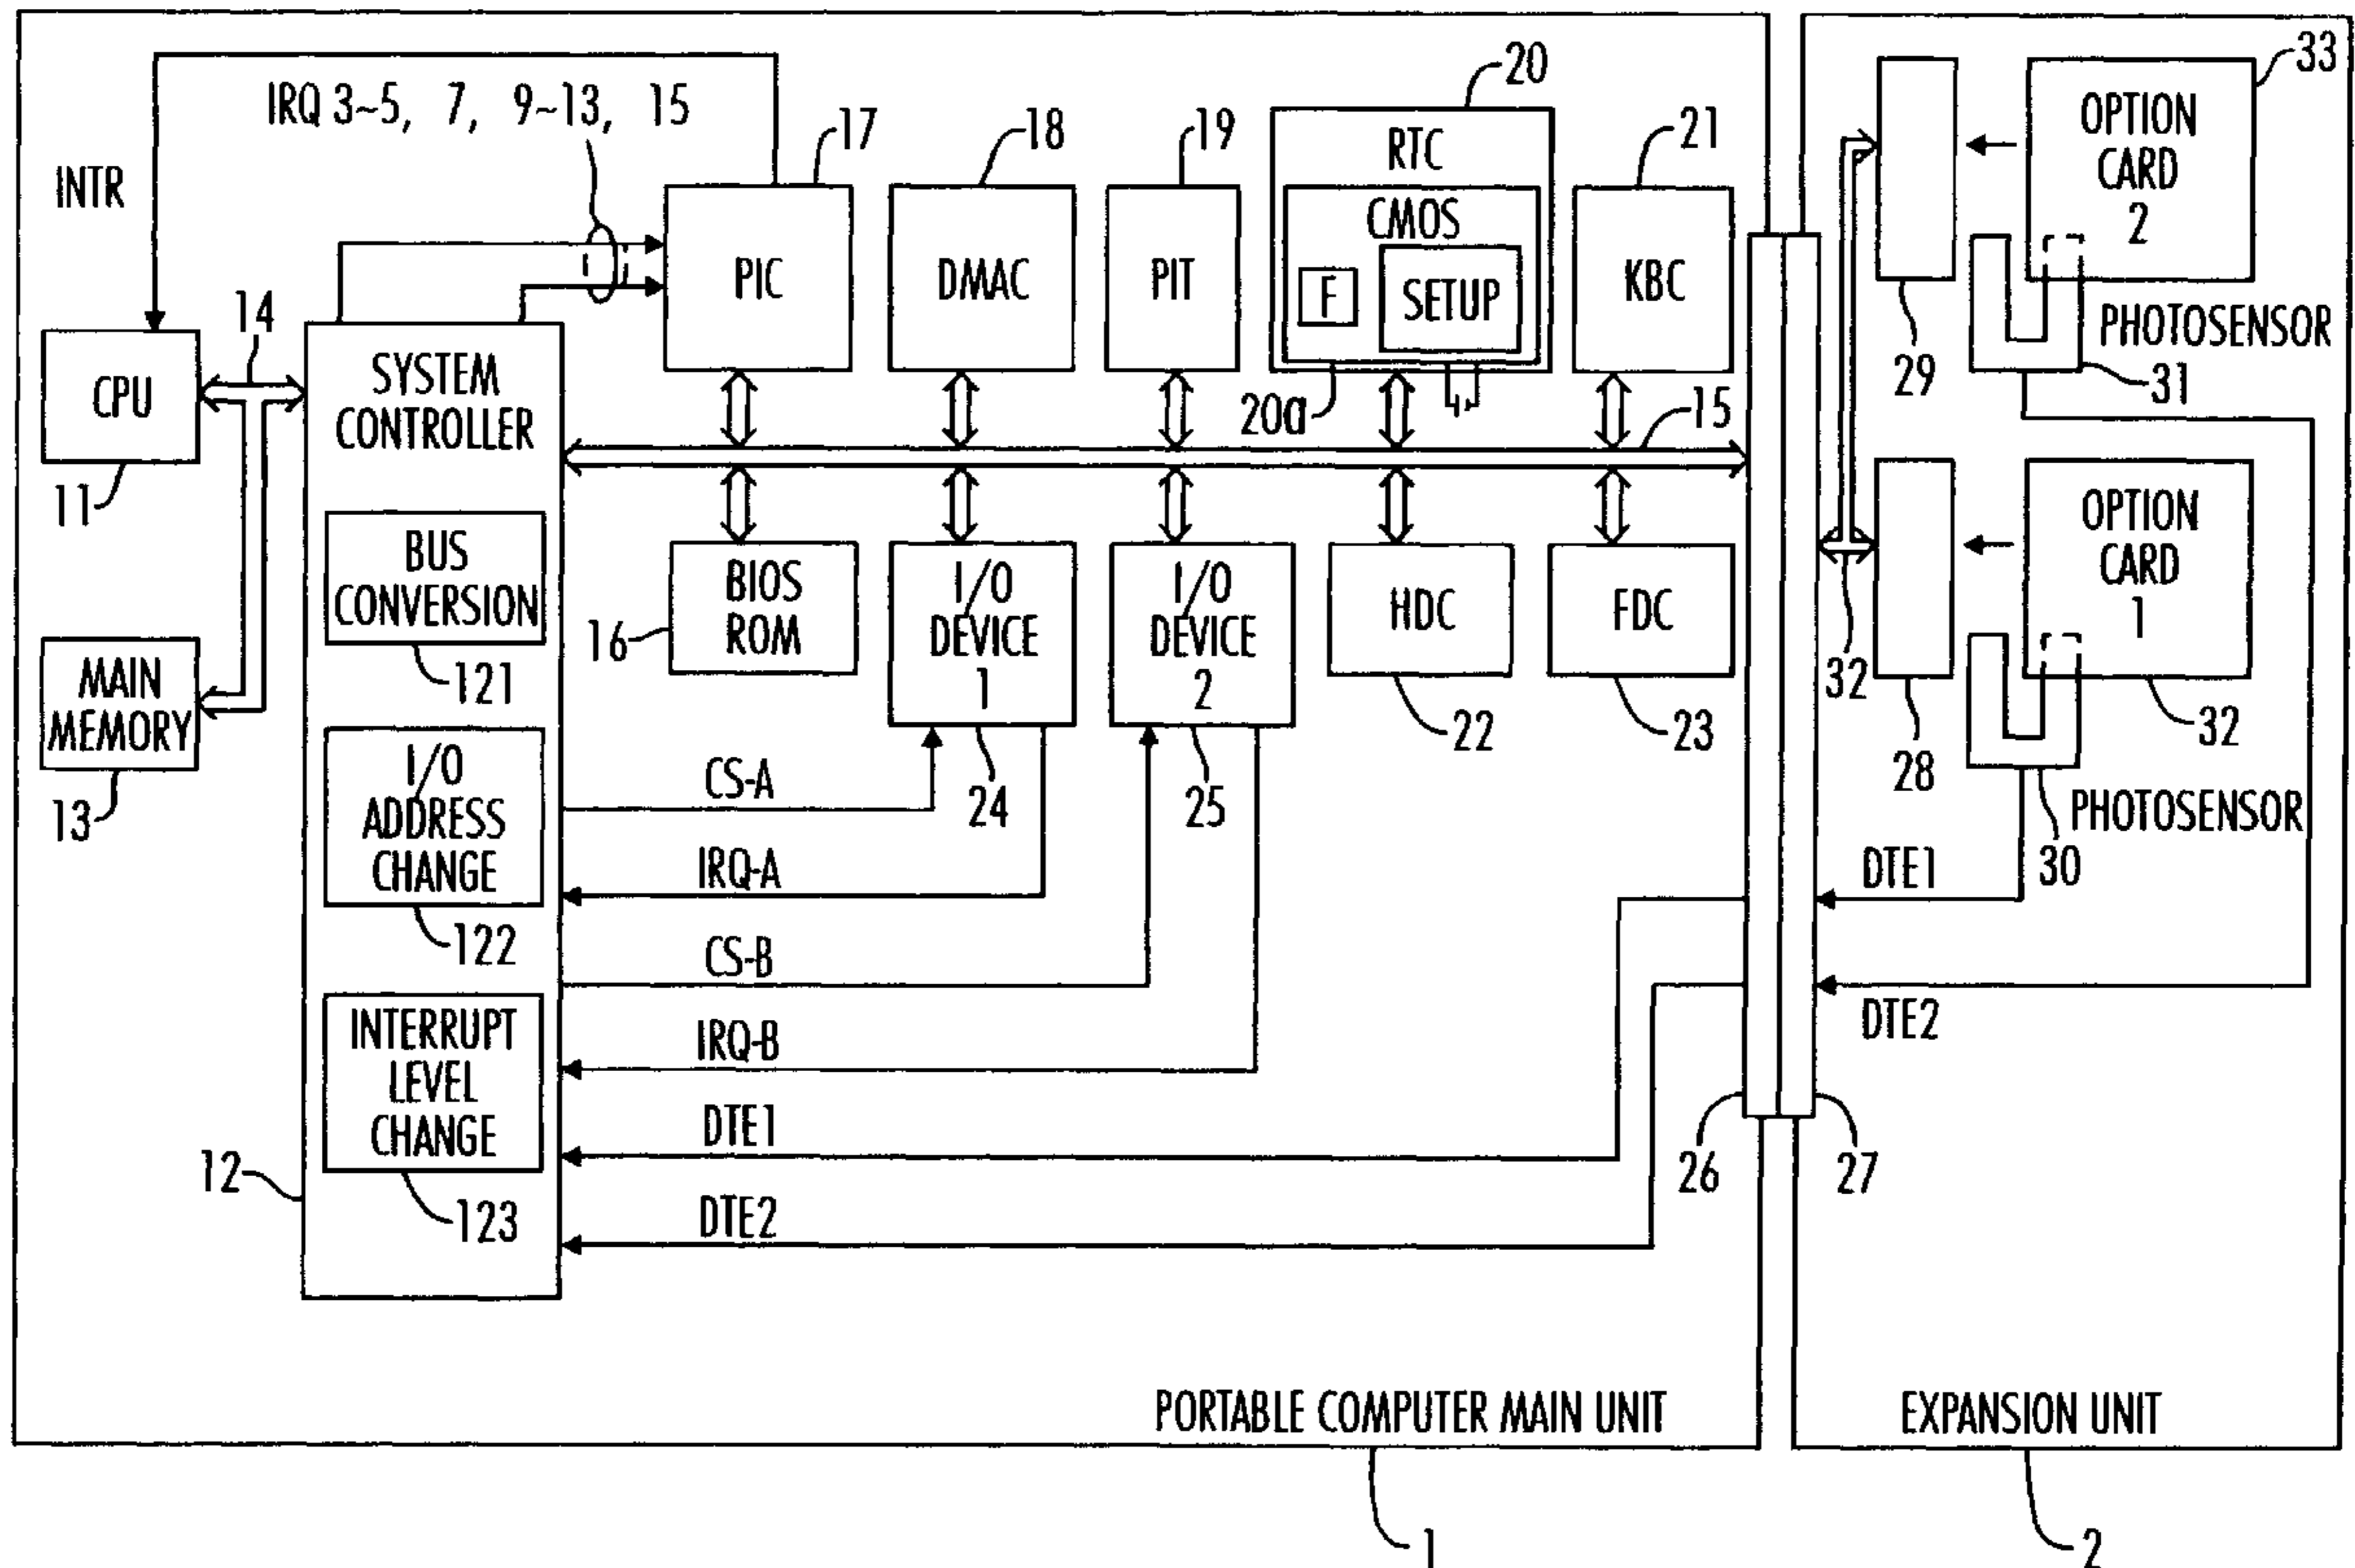 20
33
IRQ 3~5, 7, 9~13, 15
17
18
19
21
INTR
RTC
CMOS
F
SETUP
OPTION
CARD
2
PIC
DMAC
PIT
KBC
14
29
PHOTOSENSOR
31
CPU
SYSTEM
CONTROLLER
20a
15
11
BUS
CONVERSION
121
BIOS
ROM
16
I/O
DEVICE
1
I/O
DEVICE
2
HDC
FDC
OPTION
CARD
1
32
28
32
MAIN
MEMORY
13
22
23
24
25
I/O
ADDRESS
CHANGE
122
CS-A
IRQ-A
CS-B
IRQ-B
DTE1
DTE2
PHOTOSENSOR
30
DTE1
DTE2
INTERRUPT
LEVEL
CHANGE
123
12
26
27
PORTABLE COMPUTER MAIN UNIT
EXPANSION UNIT
1
2